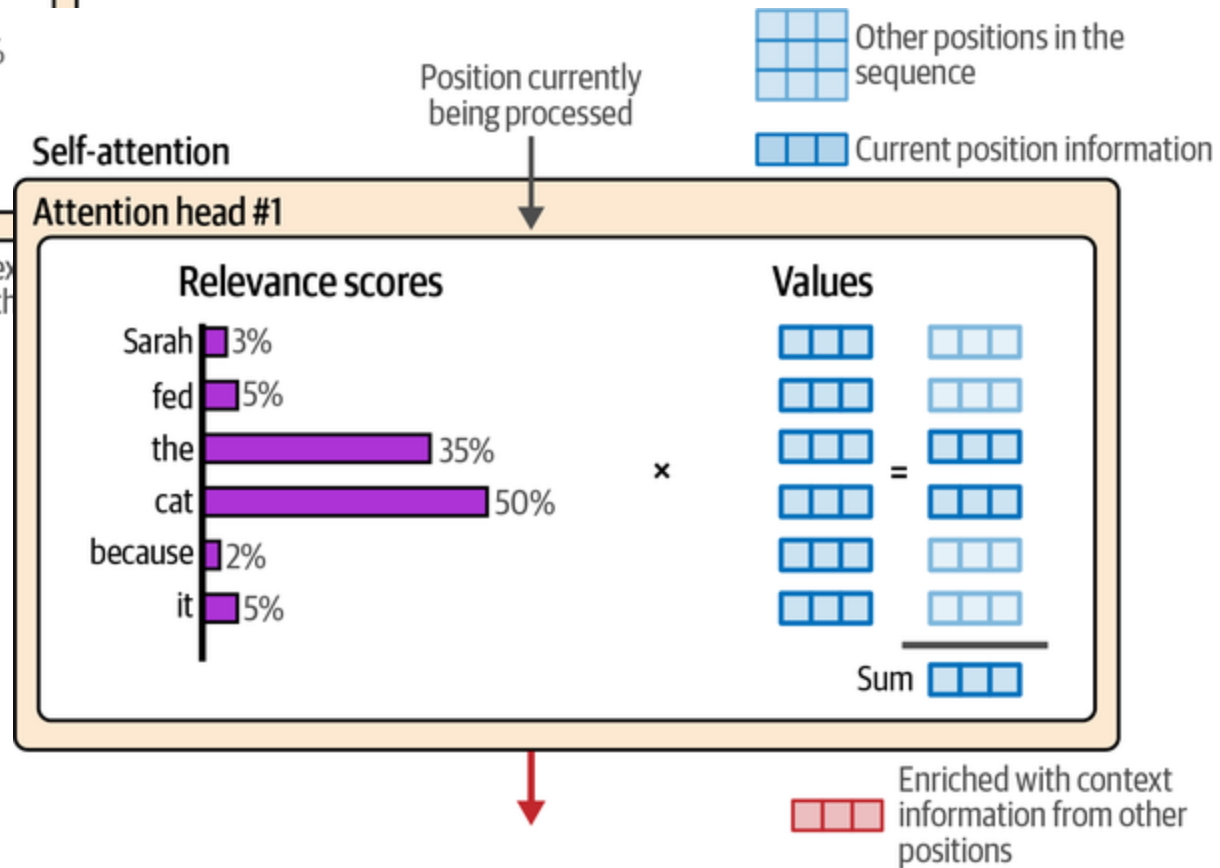 Position currently
being processed
Other positions in the
sequence
Current position information
Self-attention
Attention head #1
Relevance scores
Values
Sarah 3%
fed 5%
the 35%
cat 50%
because 2%
it 5%
× =
Sum
Enriched with context
information from other
positions